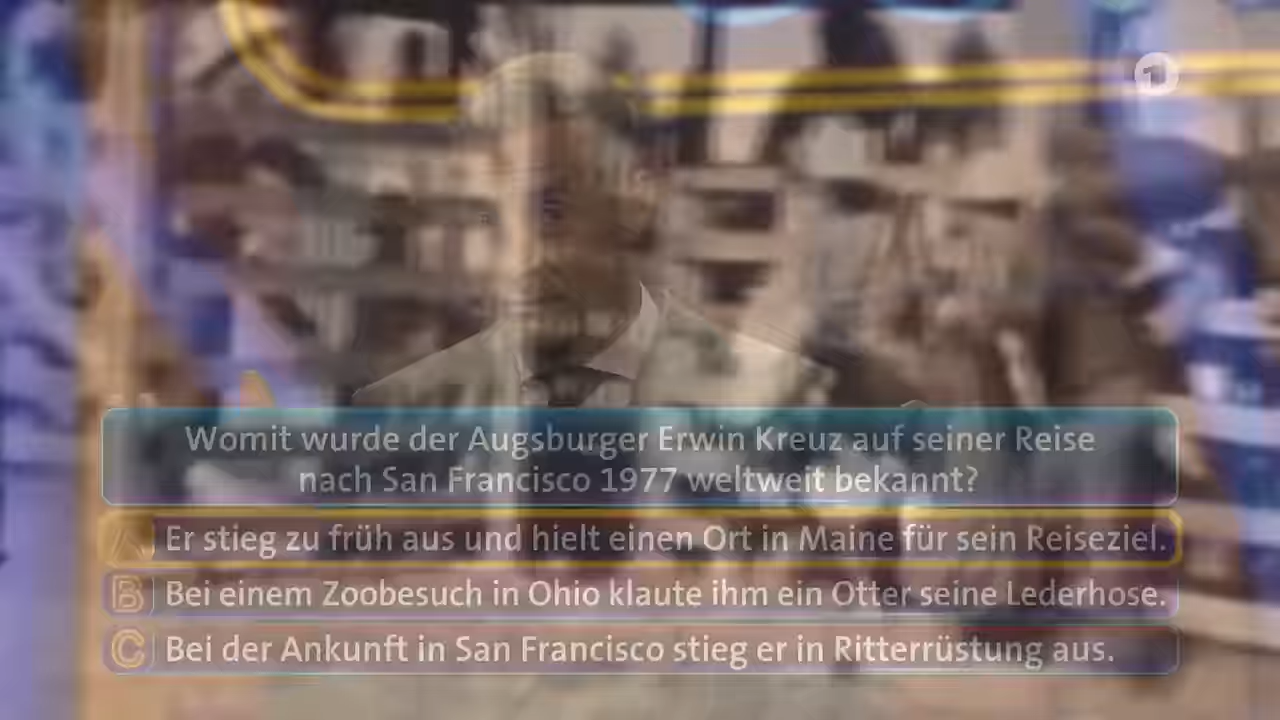 1
Womit wurde der Augsburger Erwin Kreuz auf seiner Reise
nach San Francisco 1977 weltweit bekannt?
A Er stieg zu früh aus und hielt einen Ort in Maine für sein Reiseziel.
B Bei einem Zoobesuch in Ohio klaute ihm ein Otter seine Lederhose.
C Bei der Ankunft in San Francisco stieg er in Ritterrüstung aus.